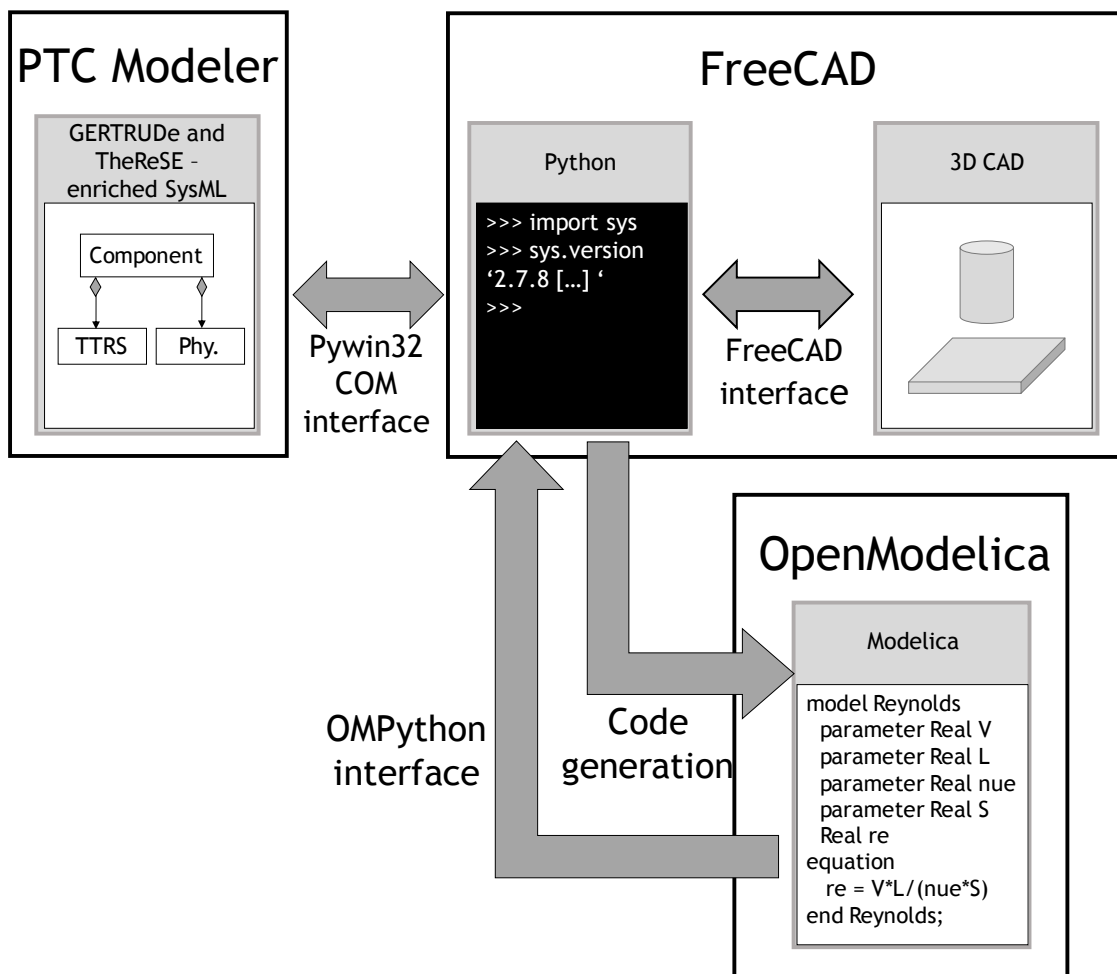 PTC Modeler
GERTRUDe and
TheReSE –
enriched SysML
Component
TTRS
Phy.
Pywin32
COM
interface
FreeCAD
Python
>>> import sys
>>> sys.version
‘2.7.8 […] ‘
>>>
FreeCAD
interface
3D CAD
OMPython
interface
Code
generation
OpenModelica
Modelica
model Reynolds
parameter Real V
parameter Real L
parameter Real nue
parameter Real S
Real re
equation
re = V*L/(nue*S)
end Reynolds;